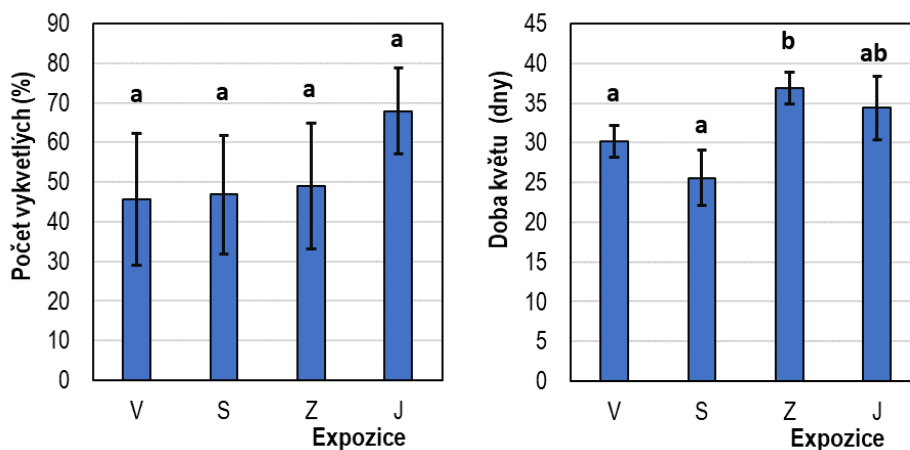 Počet vykvetlých (%)
90
80
70
60
50
40
30
20
10
0
a
a
a
a
V S Z J
Expozice
Doba květu (dny)
45
40
35
30
25
20
15
10
5
0
a
a
b
ab
V S Z J
Expozice